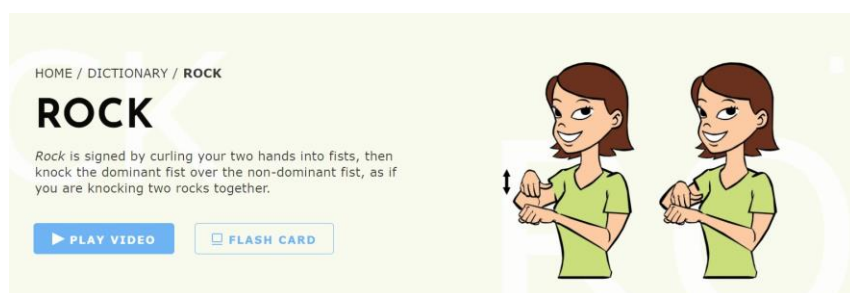 HOME / DICTIONARY / ROCK
ROCK
Rock is signed by curling your two hands into fists, then
knock the dominant fist over the non-dominant fist, as if
you are knocking two rocks together.
PLAY VIDEO
FLASH CARD